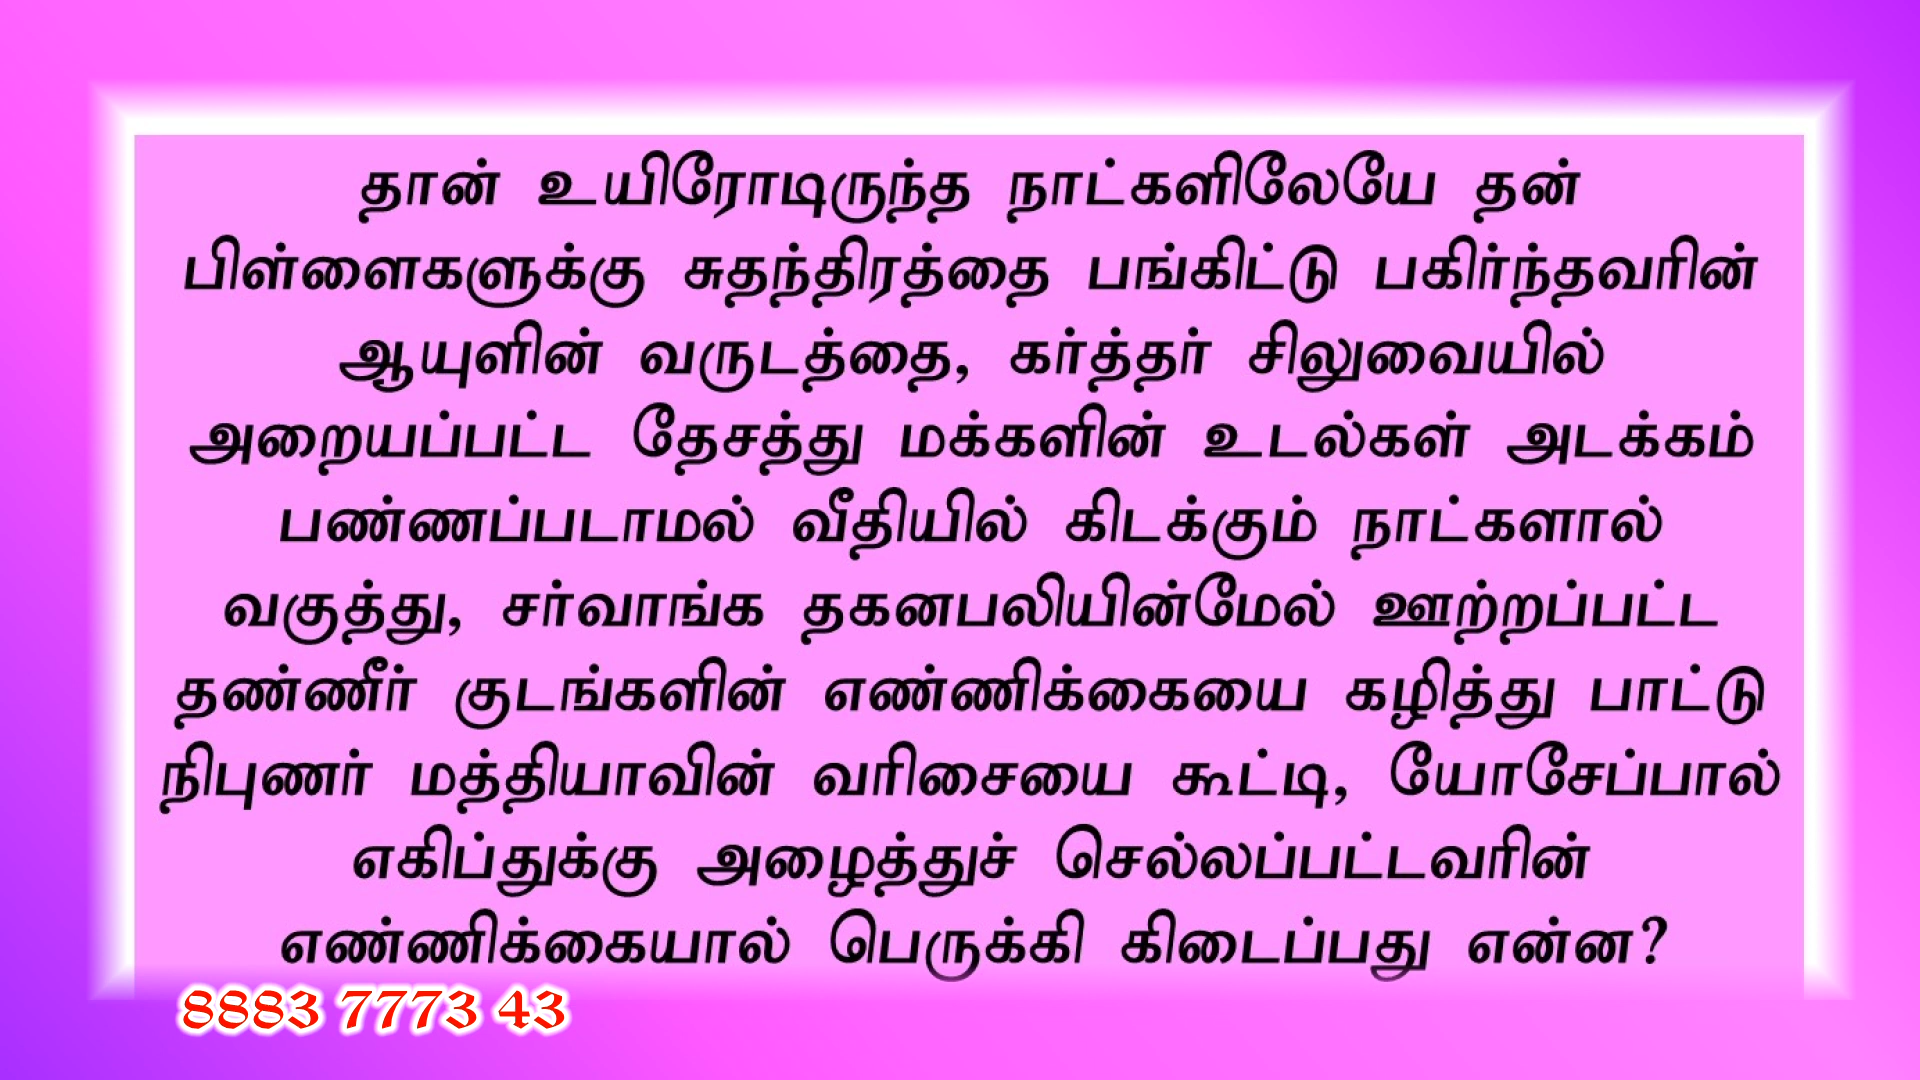 தான் உயிரோடிருந்த நாட்களிலேயே தன்
பிள்ளைகளுக்கு சுதந்திரத்தை பங்கிட்டு பகிர்ந்தவரின்
ஆயுளின் வருடத்தை, கர்த்தர் சிலுவையில்
அறையப்பட்ட தேசத்து மக்களின் உடல்கள் அடக்கம்
பண்ணப்படாமல் வீதியில் கிடக்கும் நாட்களால்
வகுத்து, சர்வாங்க தகனபலியின்மேல் ஊற்றப்பட்ட
தண்ணீர் குடங்களின் எண்ணிக்கையை கழித்து பாட்டு
நிபுணர் மத்தியாவின் வரிசையை கூட்டி, யோசேப்பால்
எகிப்துக்கு அழைத்துச் செல்லப்பட்டவரின்
எண்ணிக்கையால் பெருக்கி கிடைப்பது என்ன?
8883 7773 43